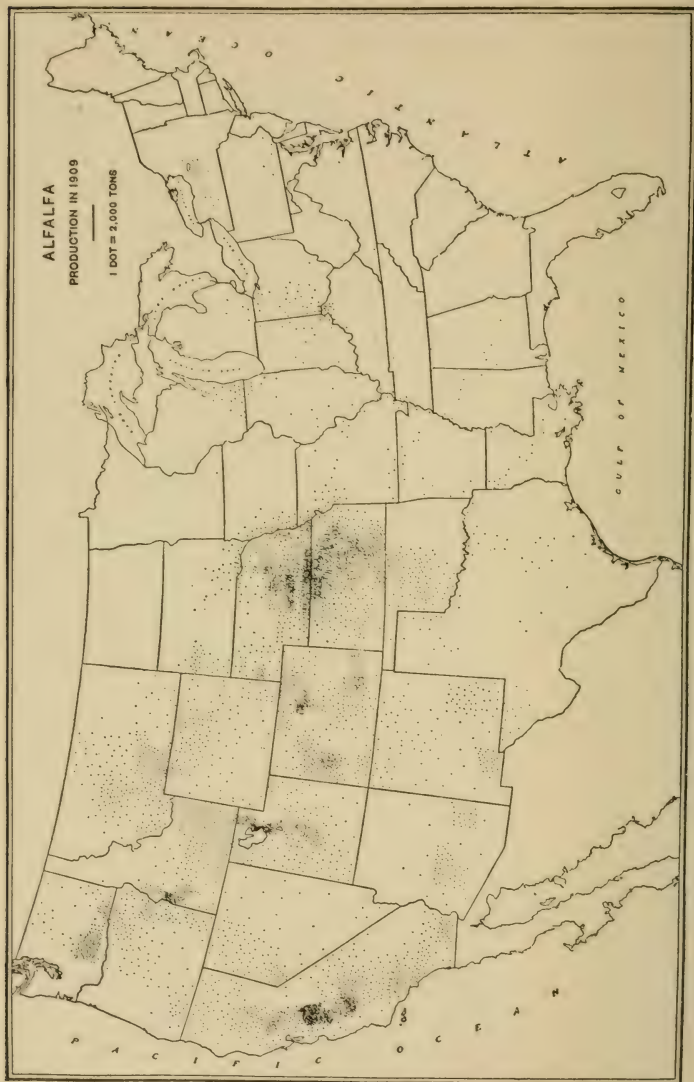 ALFALFA
PRODUCTION IN 1909
1 DOT = 2,000 TONS
PACIFIC OCEAN
ATLANTIC OCEAN
GULF OF MEXICO